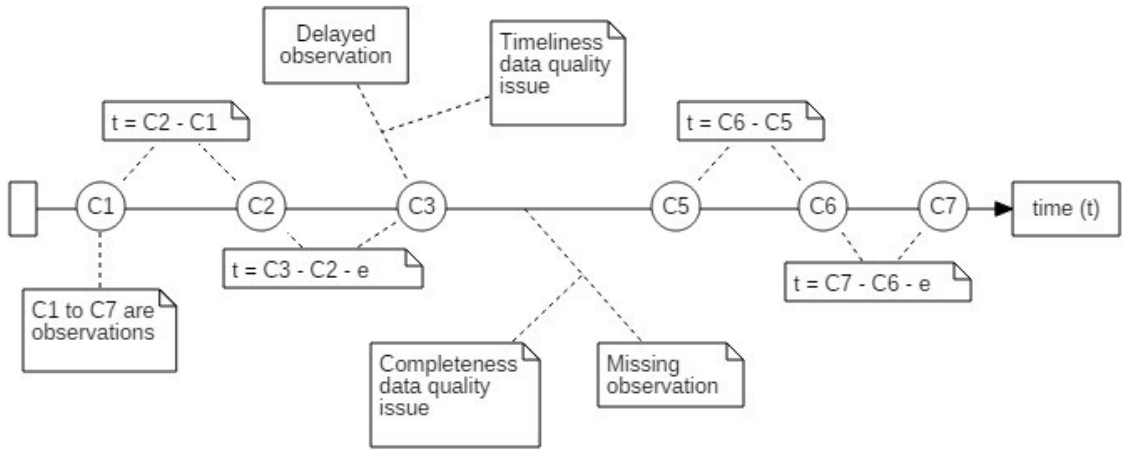 Delayed
observation
Timeliness
data quality
issue
t = C2 - C1
t = C6 - C5
C1
C2
C3
C5
C6
C7
time (t)
t = C3 - C2 - e
t = C7 - C6 - e
C1 to C7 are
observations
Completeness
data quality
issue
Missing
observation